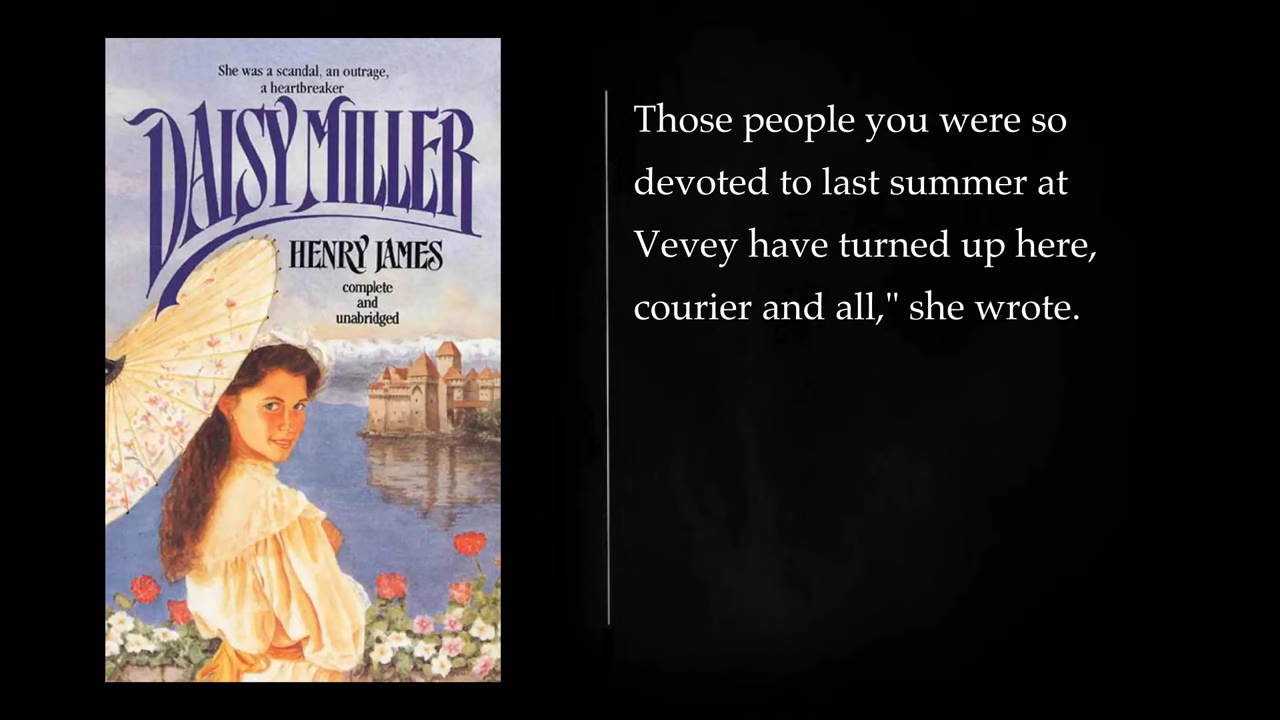 She was a scandal, an outrage,
a heartbreaker
DAISY MILLER
HENRY JAMES
complete
and
unabridged
Those people you were so
devoted to last summer at
Vevey have turned up here,
courier and all," she wrote.